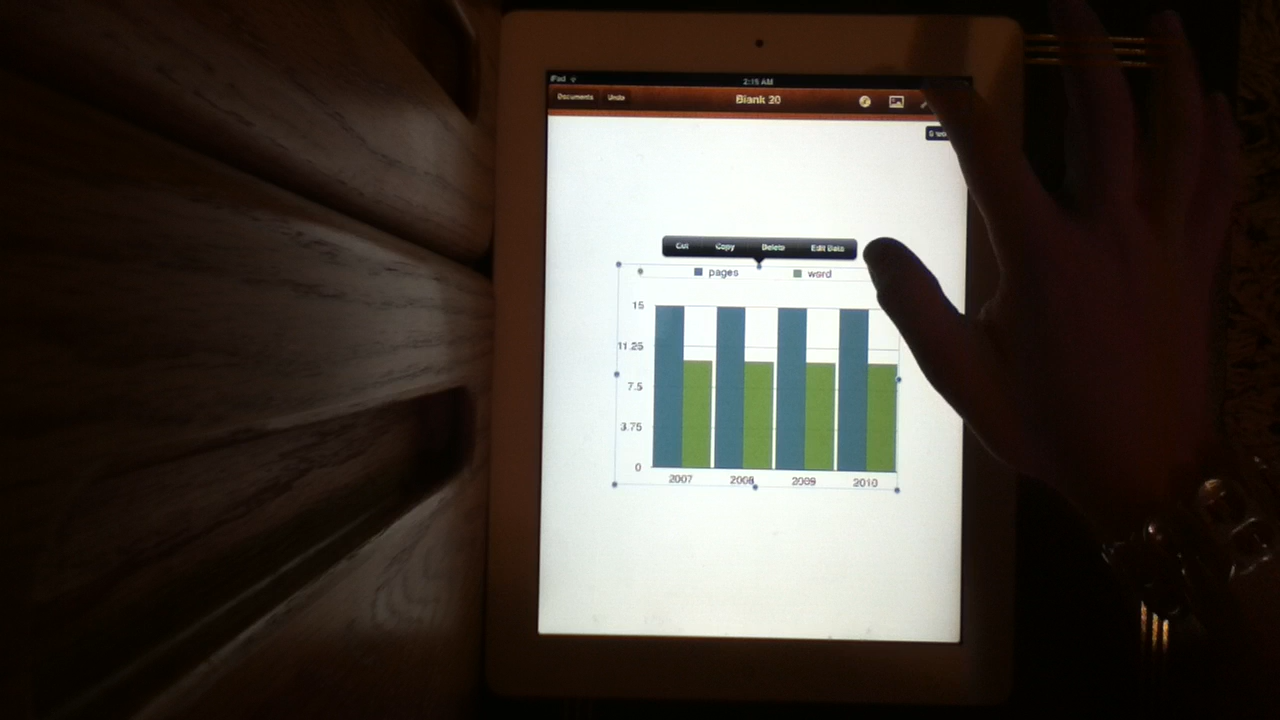 iPad 2:15 AM
Documents Undo Blank 20
Cut Copy Delete Edit Data
pages word
15
11.25
7.5
3.75
0
2007 2008 2009 2010